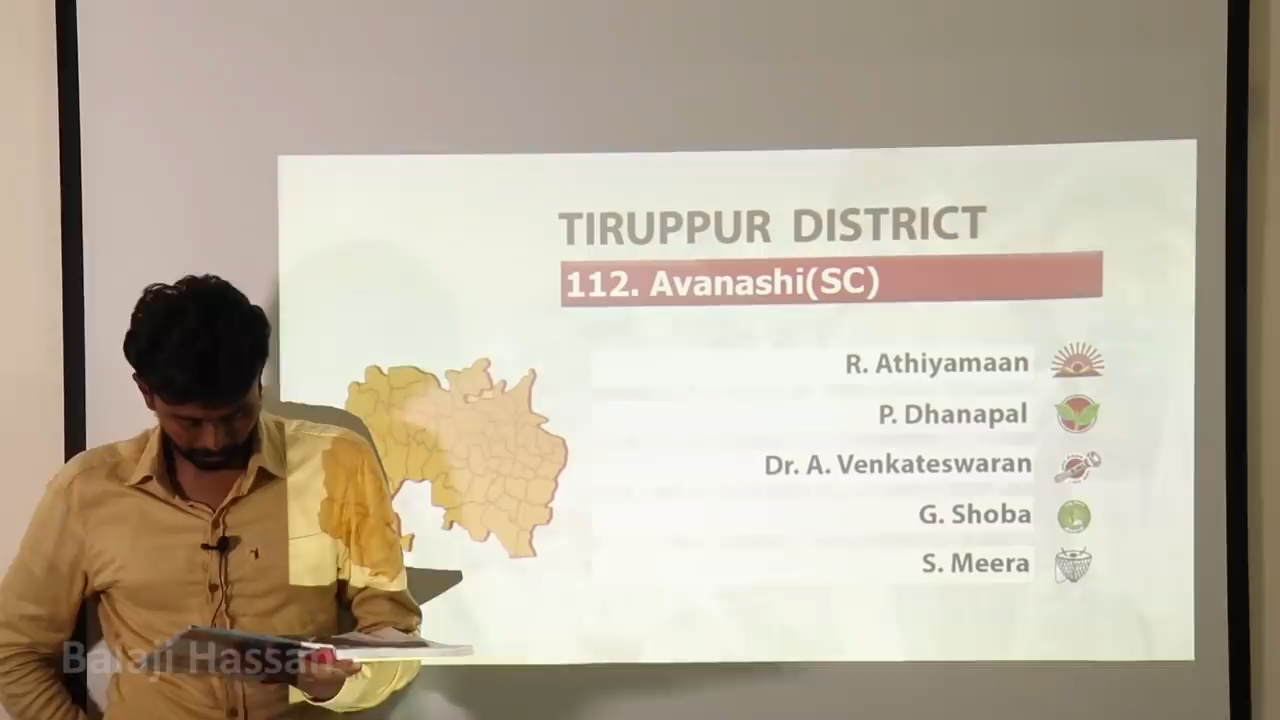 TIRUPPUR DISTRICT
112. Avanashi(SC)
R. Athiyamaan
P. Dhanapal
Dr. A. Venkateswaran
G. Shoba
S. Meera
Balaji Hassan